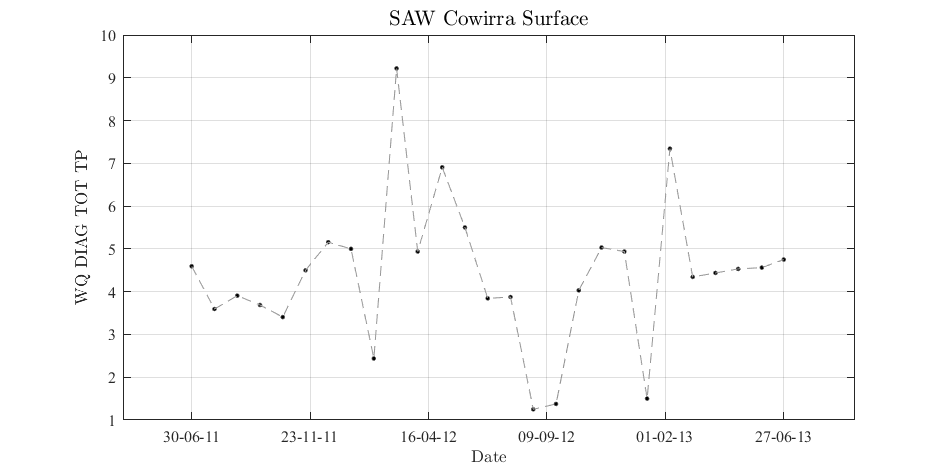 SAW Cowirra Surface
10
9
8
7
6
5
4
3
2
1
WQ DIAG TOT TP
30-06-11 23-11-11 16-04-12 09-09-12 01-02-13 27-06-13
Date